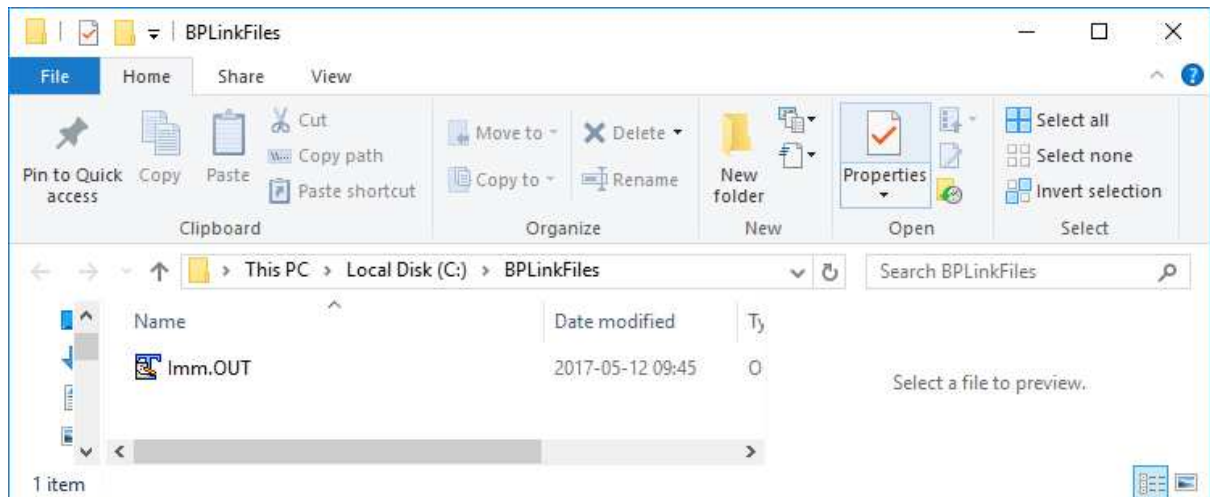 BPLinkFiles
File Home Share View
Pin to Quick access
Copy
Paste
Cut
Copy path
Paste shortcut
Clipboard
Move to
Copy to
Delete
Rename
Organize
New folder
New
Properties
Open
Select all
Select none
Invert selection
Select
This PC > Local Disk (C:) > BPLinkFiles
Search BPLinkFiles
Name Date modified Ty
Imm.OUT 2017-05-12 09:45 O
Select a file to preview.
1 item